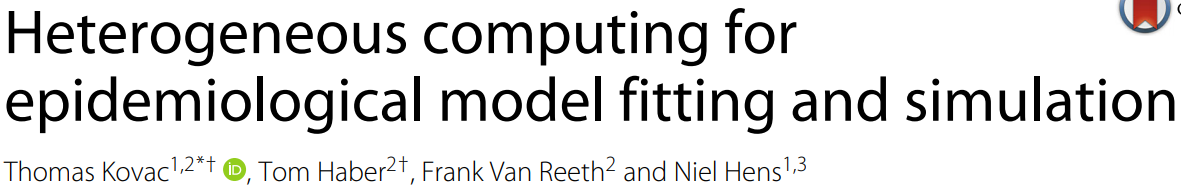 Heterogeneous computing for
epidemiological model fitting and simulation
Thomas Kovac1,2*† iD, Tom Haber2†, Frank Van Reeth2 and Niel Hens1,3